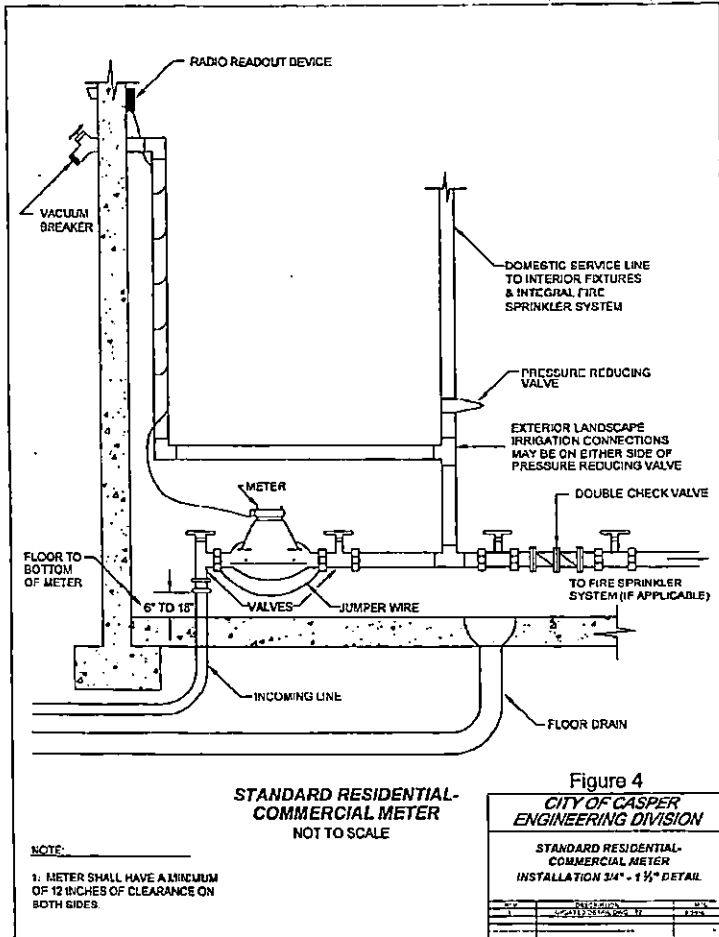 RADIO READOUT DEVICE
VACUUM
BREAKER
DOMESTIC SERVICE LINE
TO INTERIOR FIXTURES
& INTEGRAL FIRE
SPRINKLER SYSTEM
PRESSURE REDUCING
VALVE
EXTERIOR LANDSCAPE
IRRIGATION CONNECTIONS
MAY BE ON EITHER SIDE OF
PRESSURE REDUCING VALVE
METER
DOUBLE CHECK VALVE
FLOOR TO
BOTTOM
OF METER
6" TO 18"
VALVES
JUMPER WIRE
TO FIRE SPRINKLER
SYSTEM (IF APPLICABLE)
INCOMING LINE
FLOOR DRAIN
STANDARD RESIDENTIAL-
COMMERCIAL METER
NOT TO SCALE
NOTE:
1: METER SHALL HAVE A MINIMUM
OF 12 INCHES OF CLEARANCE ON
BOTH SIDES.
Figure 4
CITY OF CASPER
ENGINEERING DIVISION
STANDARD RESIDENTIAL-
COMMERCIAL METER
INSTALLATION 3/4" - 1 ½" DETAIL
DESCRIPTION